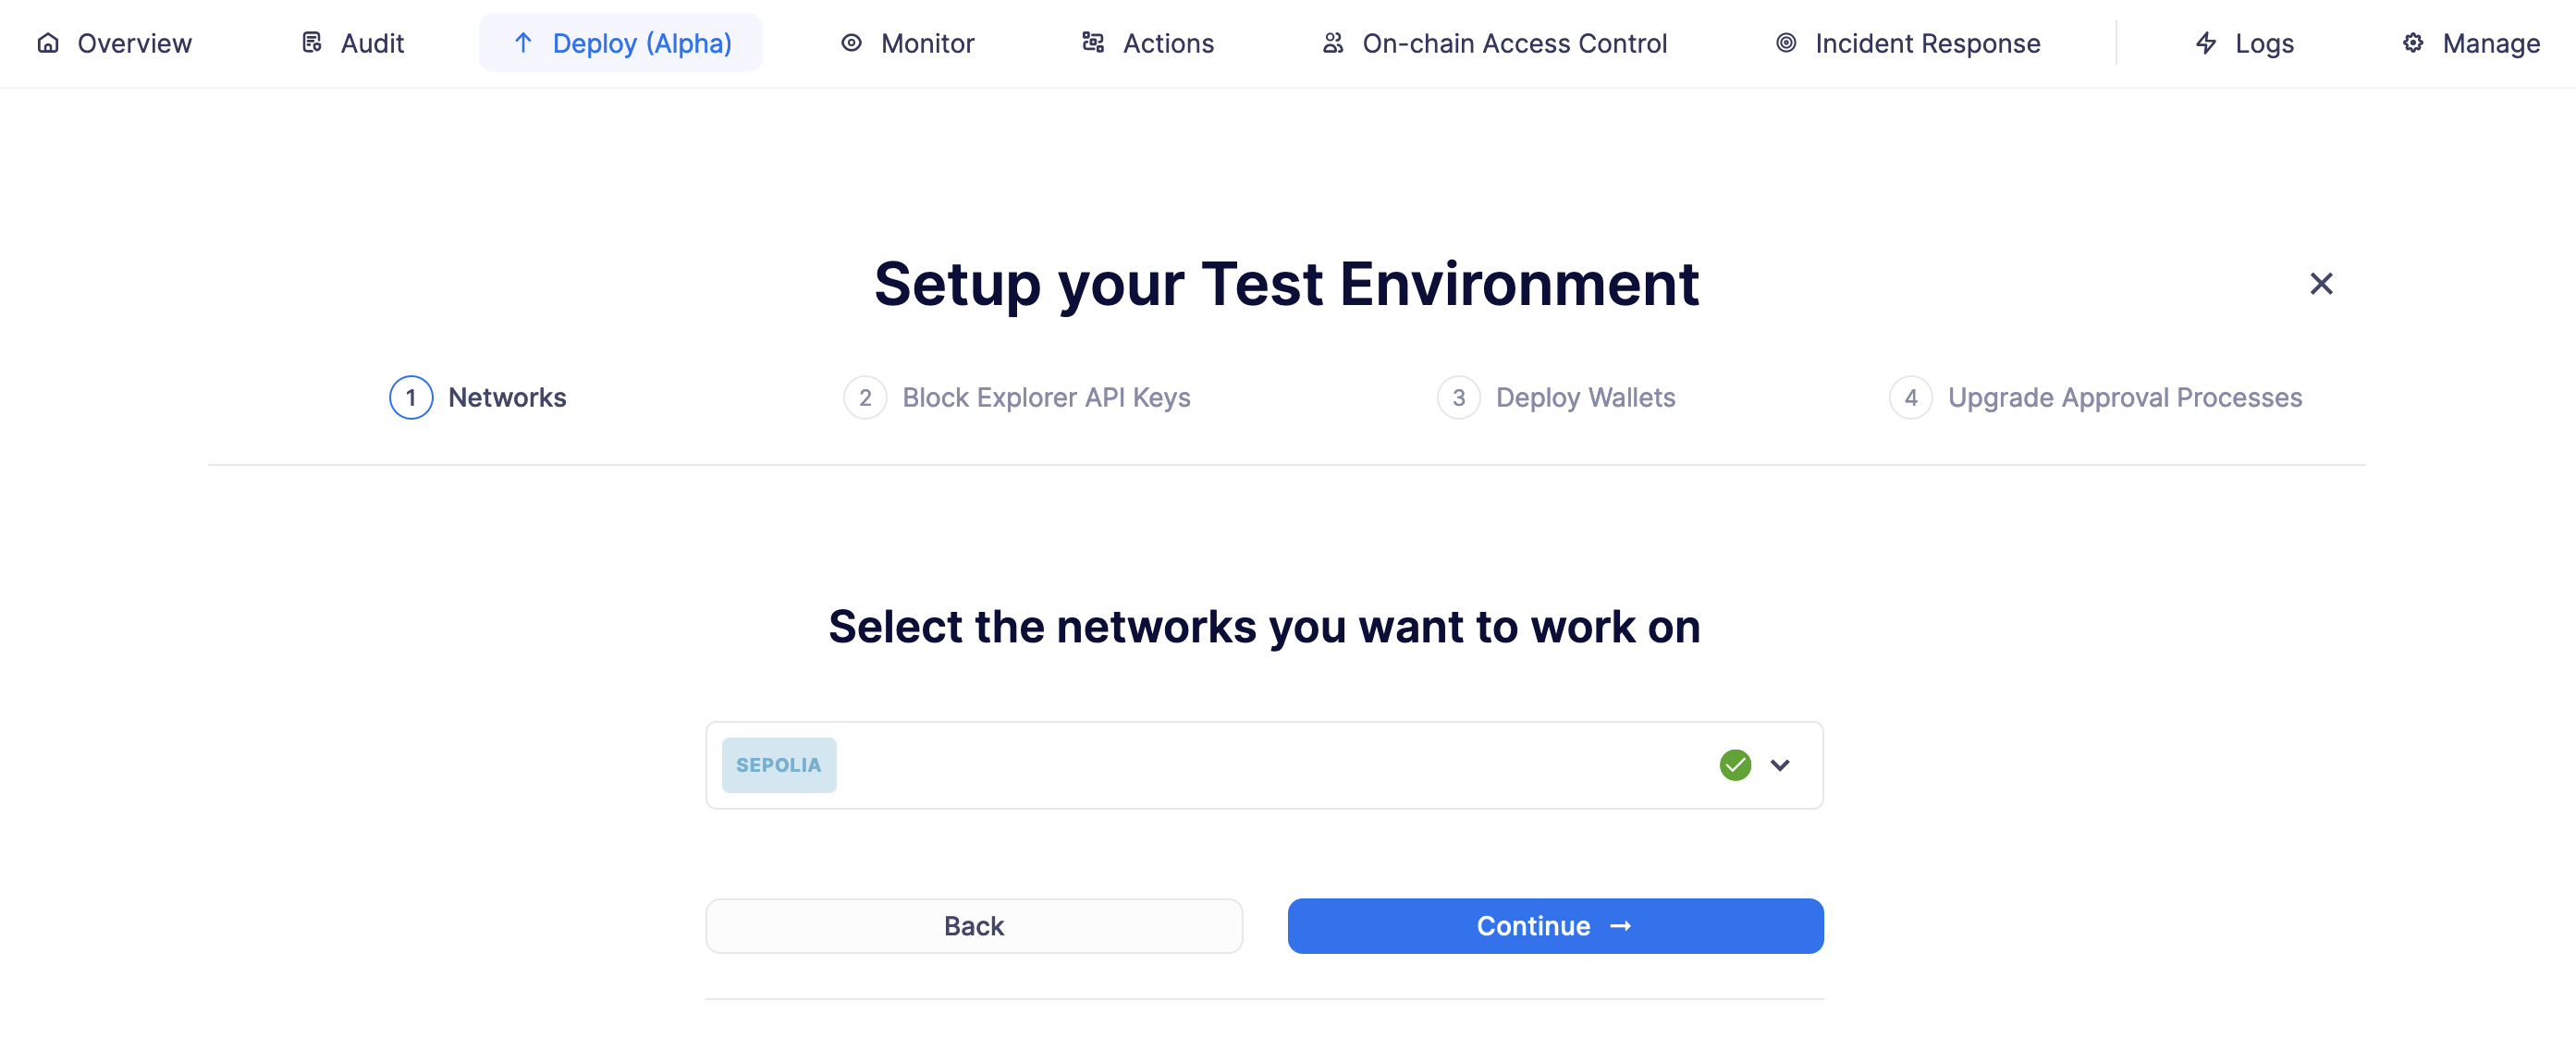 Overview Audit Deploy (Alpha) Monitor Actions On-chain Access Control Incident Response Logs Manage
Setup your Test Environment
1 Networks 2 Block Explorer API Keys 3 Deploy Wallets 4 Upgrade Approval Processes
Select the networks you want to work on
SEPOLIA
Back Continue →